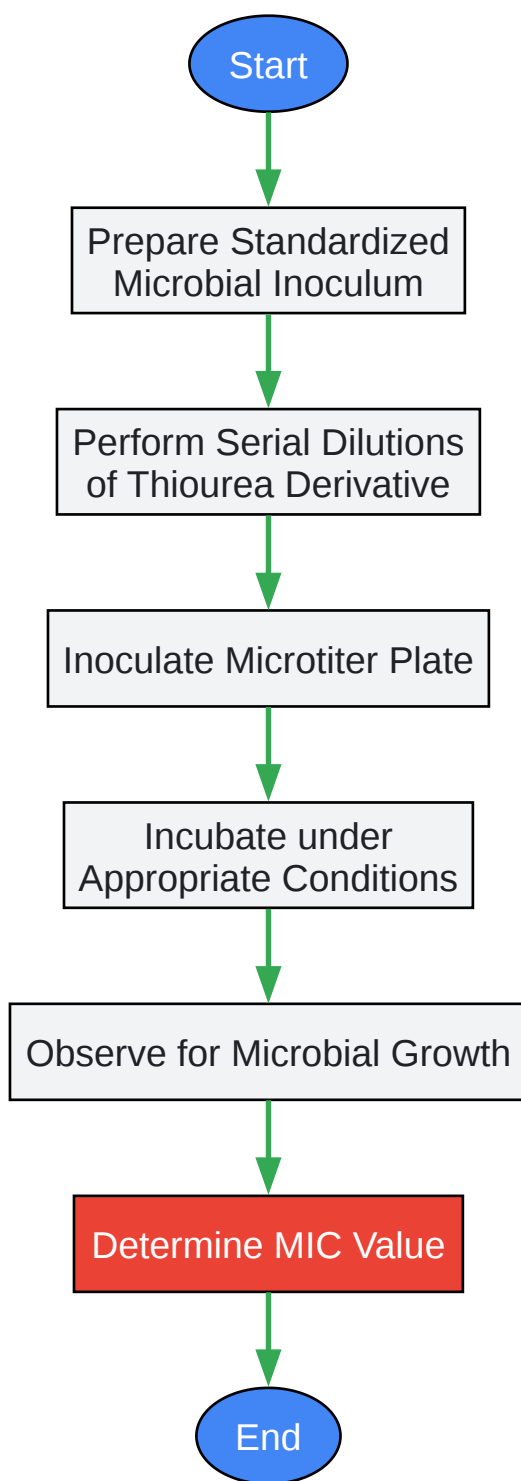 Start
Prepare Standardized
Microbial Inoculum
Perform Serial Dilutions
of Thiourea Derivative
Inoculate Microtiter Plate
Incubate under
Appropriate Conditions
Observe for Microbial Growth
Determine MIC Value
End